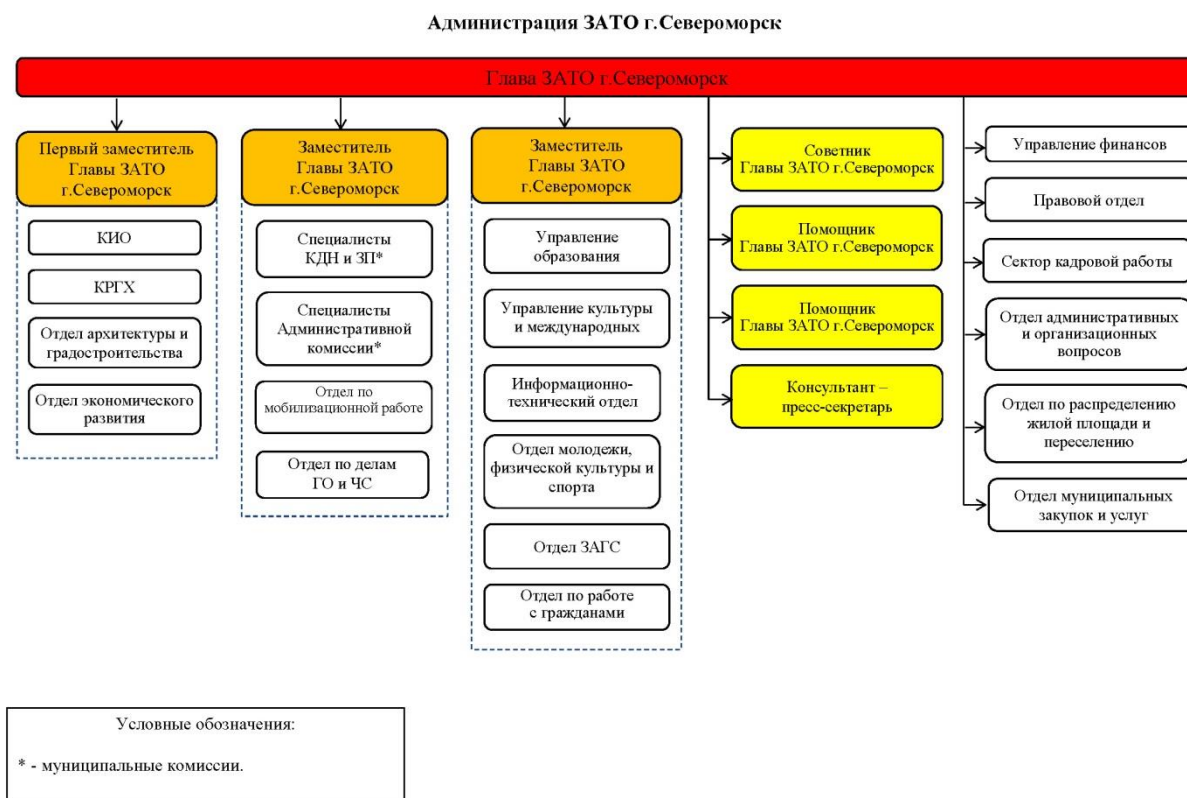 Администрация ЗАТО г.Североморск
Глава ЗАТО г.Североморск
Первый заместитель
Главы ЗАТО
г.Североморск
КИО
КРГХ
Отдел архитектуры и
градостроительства
Отдел экономического
развития
Заместитель
Главы ЗАТО
г.Североморск
Специалисты
КДН и ЗП*
Специалисты
Административной
комиссии*
Отдел по
мобилизационной работе
Отдел по делам
ГО и ЧС
Заместитель
Главы ЗАТО
г.Североморск
Управление
образования
Управление культуры
и международных
Информационно-
технический отдел
Отдел молодежи,
физической культуры и
спорта
Отдел ЗАГС
Отдел по работе
с гражданами
Советник
Главы ЗАТО г.Североморск
Помощник
Главы ЗАТО г.Североморск
Помощник
Главы ЗАТО г.Североморск
Консультант –
пресс-секретарь
Управление финансов
Правовой отдел
Сектор кадровой работы
Отдел административных
и организационных
вопросов
Отдел по распределению
жилой площади и
переселению
Отдел муниципальных
закупок и услуг
Условные обозначения:
* - муниципальные комиссии.